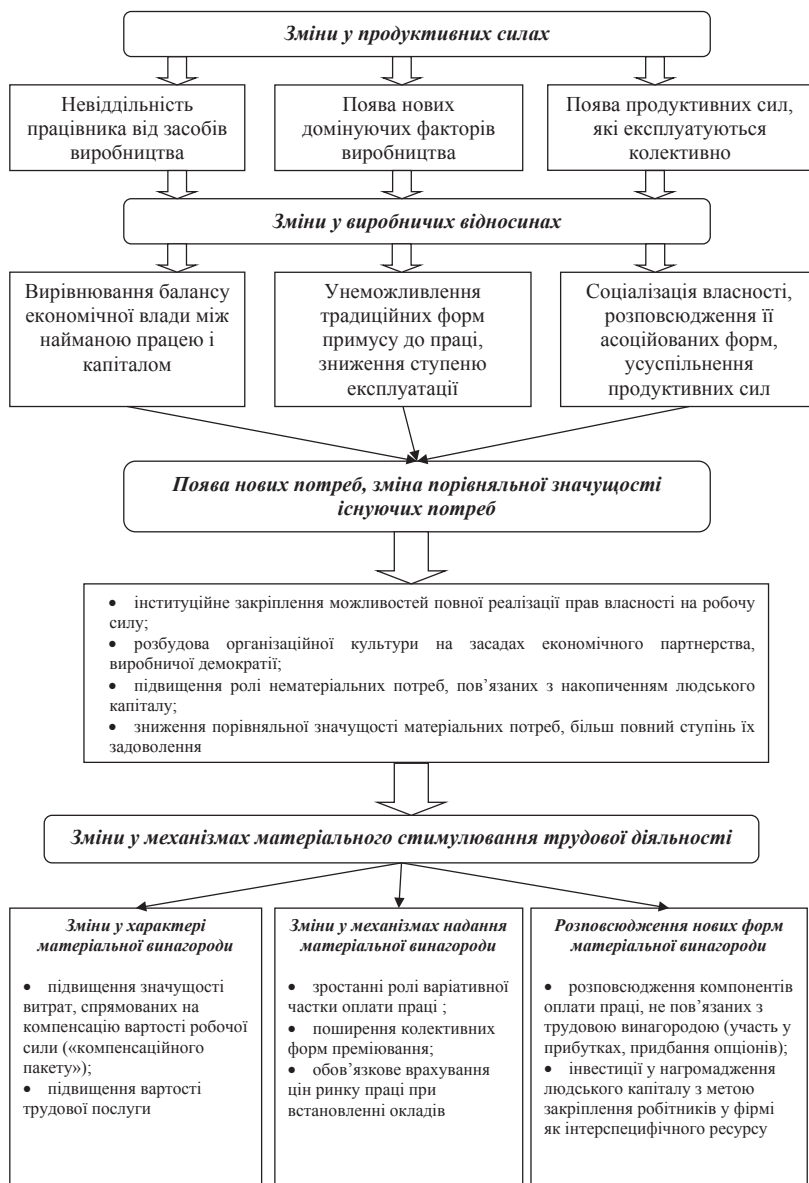 Зміни у продуктивних силах
Невіддільність
працівника від засобів
виробництва
Поява нових
домінуючих факторів
виробництва
Поява продуктивних сил,
які експлуатуються
колективно
Зміни у виробничих відносинах
Вирівнювання балансу
економічної влади між
найманою працею і
капіталом
Унеможливлення
традиційних форм
примусу до праці,
зниження ступеню
експлуатації
Соціалізація власності,
розповсюдження її
асоційованих форм,
усуспільнення
продуктивних сил
Поява нових потреб, зміна порівняльної значущості
існуючих потреб
• інституційне закріплення можливостей повної реалізації прав власності на робочу
силу;
• розбудова організаційної культури на засадах економічного партнерства,
виробничої демократії;
• підвищення ролі нематеріальних потреб, пов’язаних з накопиченням людського
капіталу;
• зниження порівняльної значущості матеріальних потреб, більш повний ступінь їх
задоволення
Зміни у механізмах матеріального стимулювання трудової діяльності
Зміни у характері
матеріальної винагороди
• підвищення значущості
витрат, спрямованих на
компенсацію вартості робочої
сили («компенсаційного
пакету»);
• підвищення вартості
трудової послуги
Зміни у механізмах надання
матеріальної винагороди
• зростанні ролі варіативної
частки оплати праці ;
• поширення колективних
форм преміювання;
• обов’язкове врахування
цін ринку праці при
встановленні окладів
Розповсюдження нових форм
матеріальної винагороди
• розповсюдження компонентів
оплати праці, не пов’язаних з
трудовою винагородою (участь у
прибутках, придбання опціонів);
• інвестиції у нагромадження
людського капіталу з метою
закріплення робітників у фірмі
як інтерспецифічного ресурсу